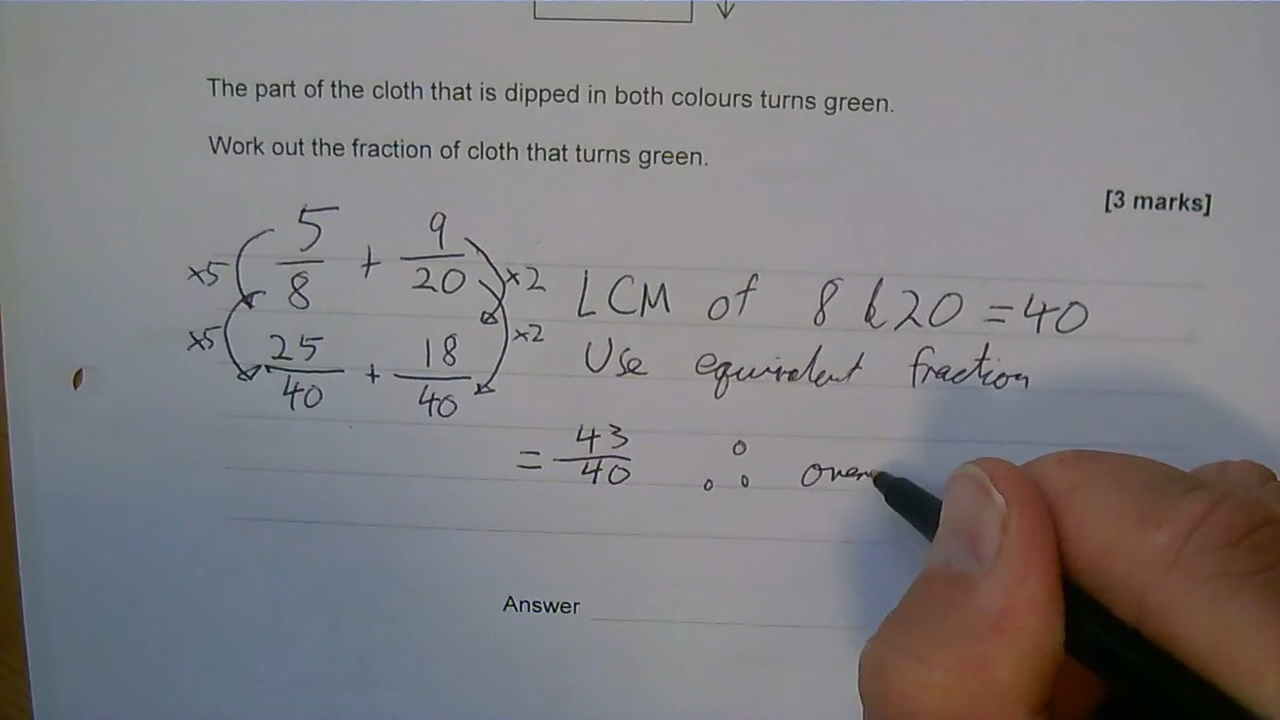 The part of the cloth that is dipped in both colours turns green.
Work out the fraction of cloth that turns green.
[3 marks]
×5 5/8 + 9/20 ×2 LCM of 8 & 20 = 40
×5 25/40 + 18/40 ×2 Use equivalent fraction
= 43/40 ∴ over
Answer